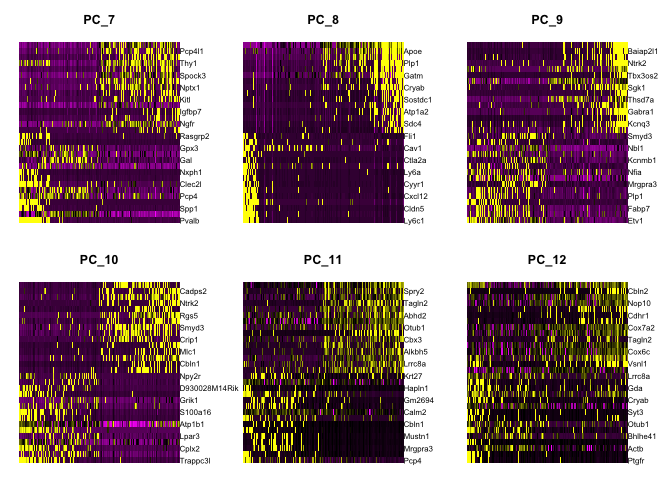 PC_7
Pcp4l1
Thy1
Spock3
Nptx1
Kitl
Igfbp7
Ngfr
Rasgrp2
Gpx3
Gal
Nxph1
Clec2l
Pcp4
Spp1
Pvalb
PC_8
Apoe
Plp1
Gatm
Cryab
Sostdc1
Atp1a2
Sdc4
Fli1
Cav1
Ctla2a
Ly6a
Cyyr1
Cxcl12
Cldn5
Ly6c1
PC_9
Baiap2l1
Ntrk2
Tbx3os2
Sgk1
Thsd7a
Gabra1
Kcnq3
Smyd3
Nbl1
Kcnmb1
Nfia
Mrgpra3
Plp1
Fabp7
Etv1
PC_10
Cadps2
Ntrk2
Rgs5
Smyd3
Crip1
Mlc1
Cbln1
Npy2r
D930028M14Rik
Grik1
S100a16
Atp1b1
Lpar3
Cplx2
Trappc3l
PC_11
Spry2
Tagln2
Abhd2
Otub1
Cbx3
Alkbh5
Lrrc8a
Krt27
Hapln1
Gm2694
Calm2
Cbln1
Mustn1
Mrgpra3
Pcp4
PC_12
Cbln2
Nop10
Cdhr1
Cox7a2
Tagln2
Cox6c
Vsnl1
Lrrc8a
Gda
Cryab
Syt3
Otub1
Bhlhe41
Actb
Ptgfr